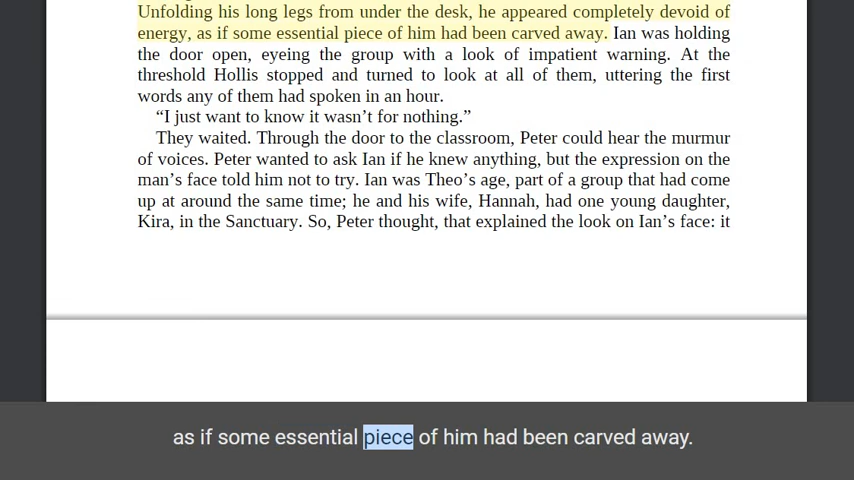 Unfolding his long legs from under the desk, he appeared completely devoid of
energy, as if some essential piece of him had been carved away. Ian was holding
the door open, eyeing the group with a look of impatient warning. At the
threshold Hollis stopped and turned to look at all of them, uttering the first
words any of them had spoken in an hour.
“I just want to know it wasn’t for nothing.”
They waited. Through the door to the classroom, Peter could hear the murmur
of voices. Peter wanted to ask Ian if he knew anything, but the expression on the
man’s face told him not to try. Ian was Theo’s age, part of a group that had come
up at around the same time; he and his wife, Hannah, had one young daughter,
Kira, in the Sanctuary. So, Peter thought, that explained the look on Ian’s face: it
as if some essential piece of him had been carved away.